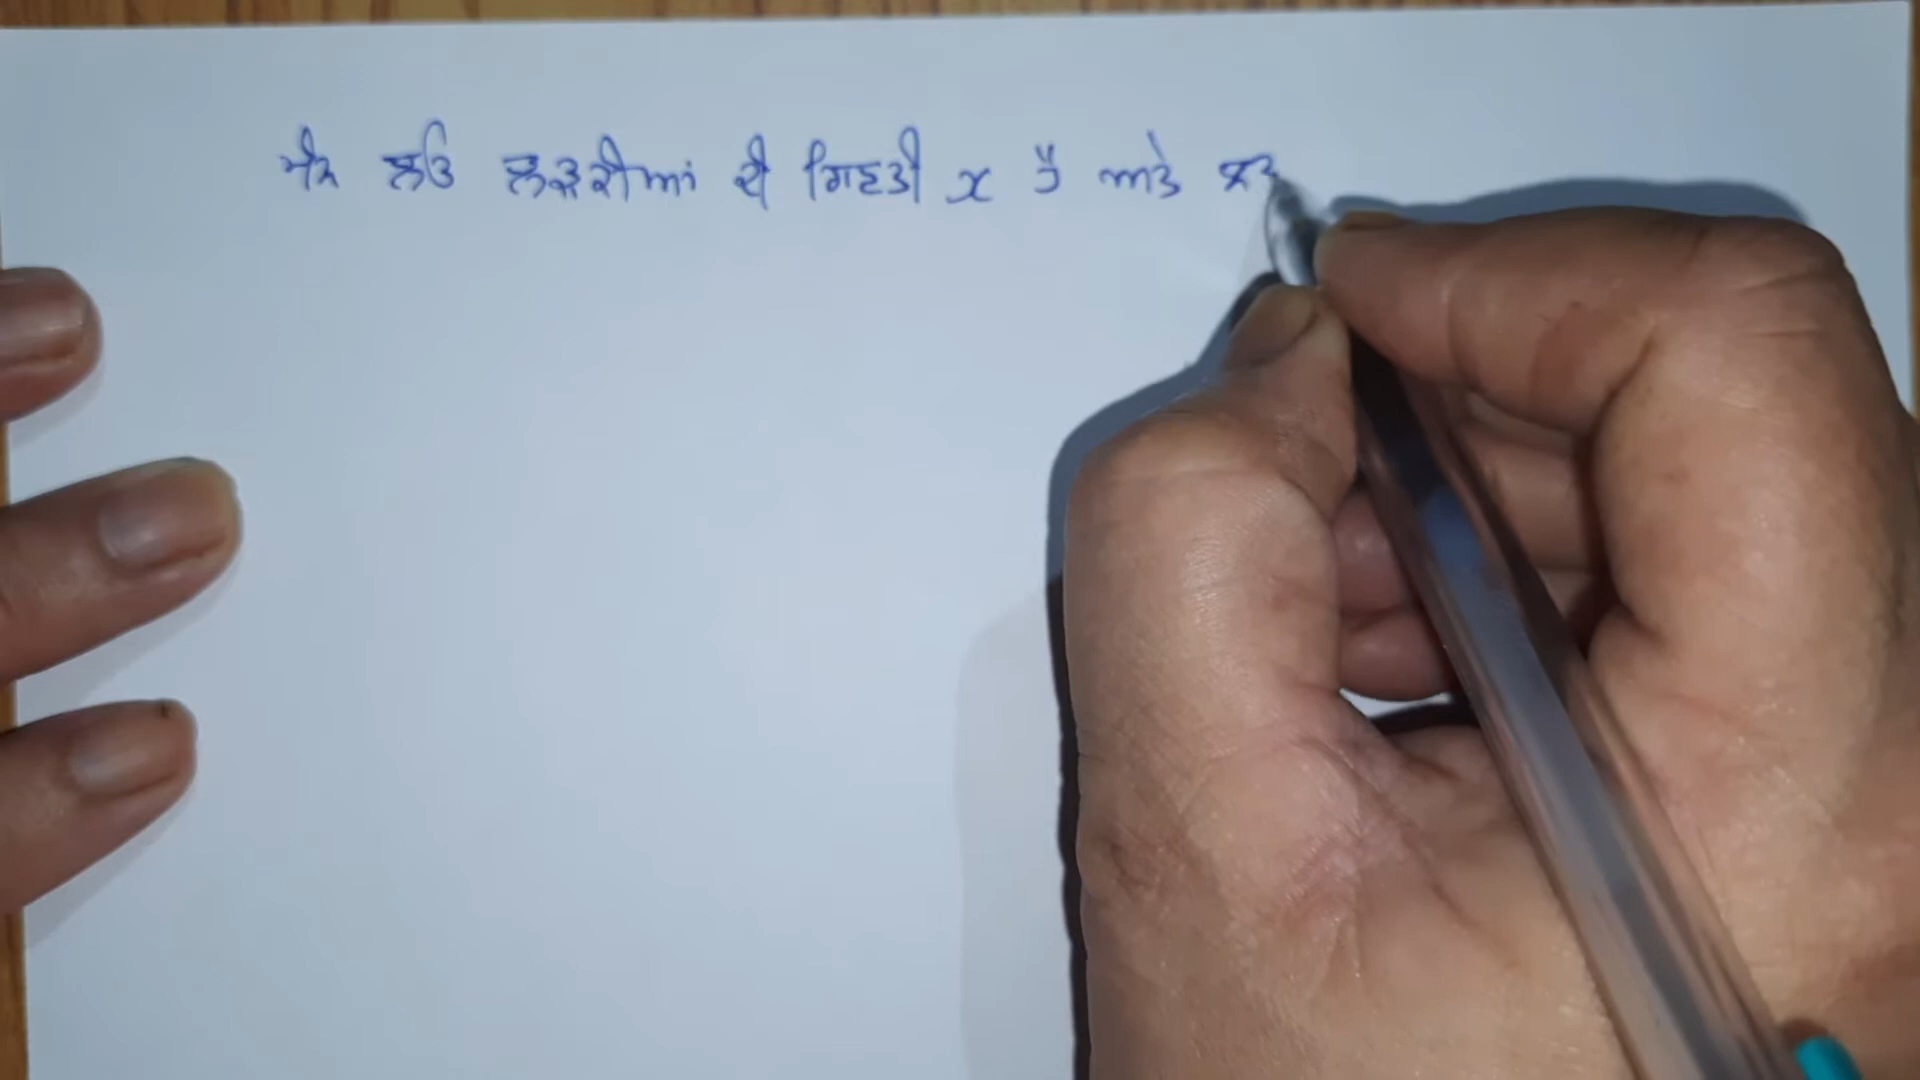 ਮੰਨ ਲਓ ਲੜਕੀਆਂ ਦੀ ਗਿਣਤੀ x ਹੈ ਅਤੇ